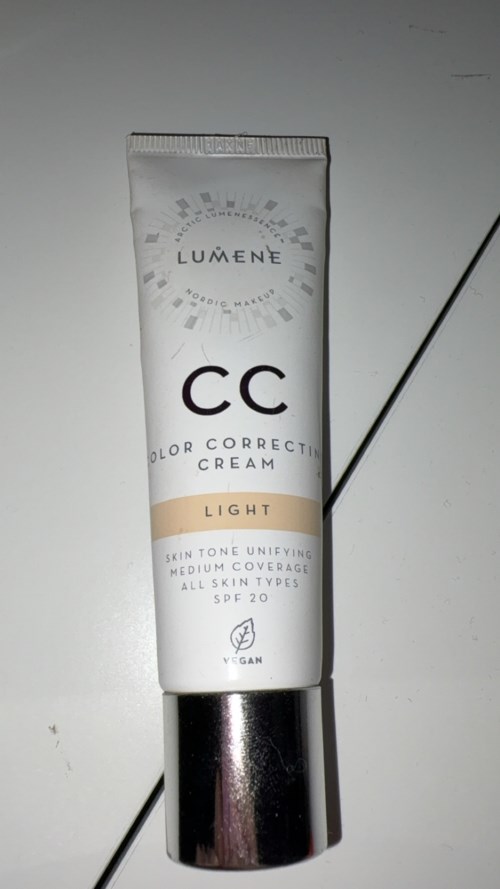 ARCTIC LUMENESSENCE™
LUMENE
NORDIC MAKEUP
CC
OLOR CORRECTIN
CREAM
LIGHT
SKIN TONE UNIFYING
MEDIUM COVERAGE
ALL SKIN TYPES
SPF 20
VEGAN